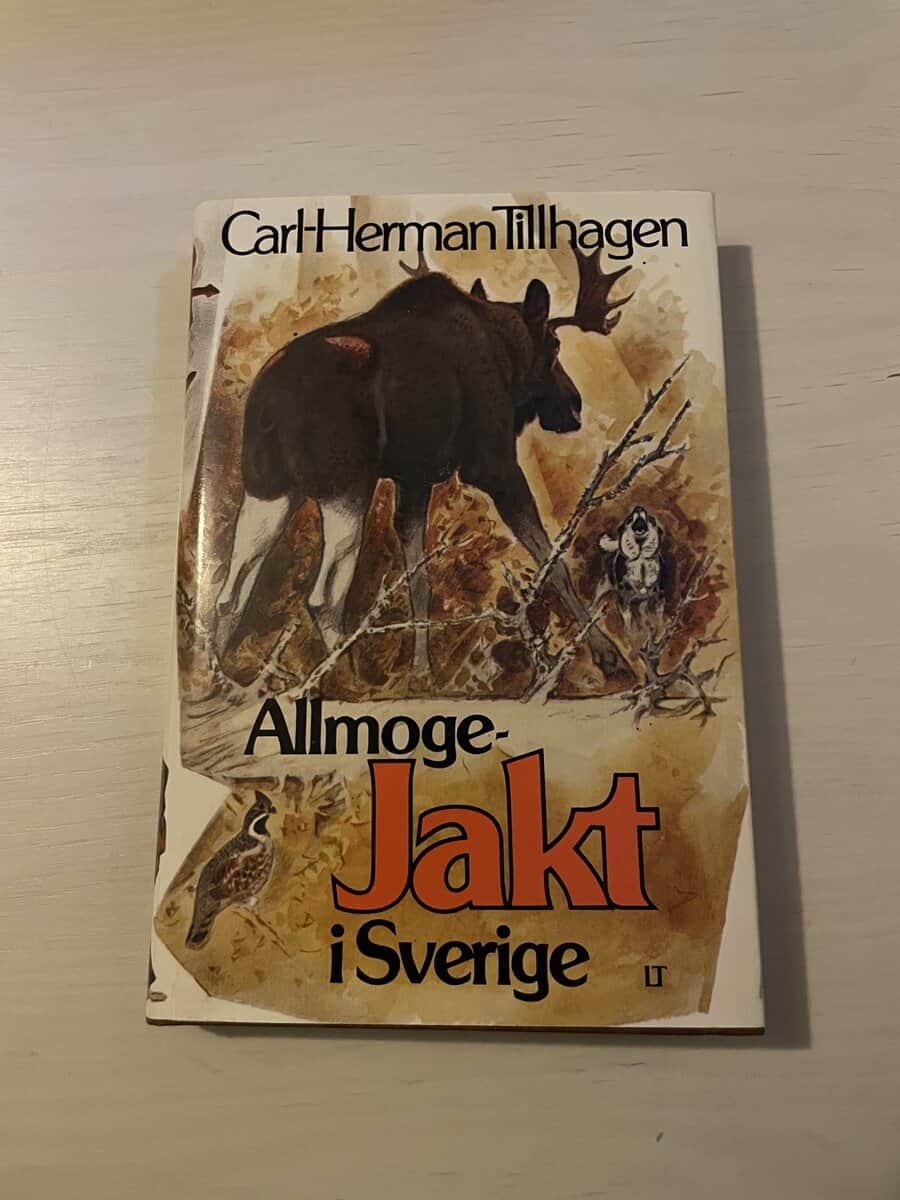 Carl-Herman Tillhagen
Allmoge-
Jakt
i Sverige
LT